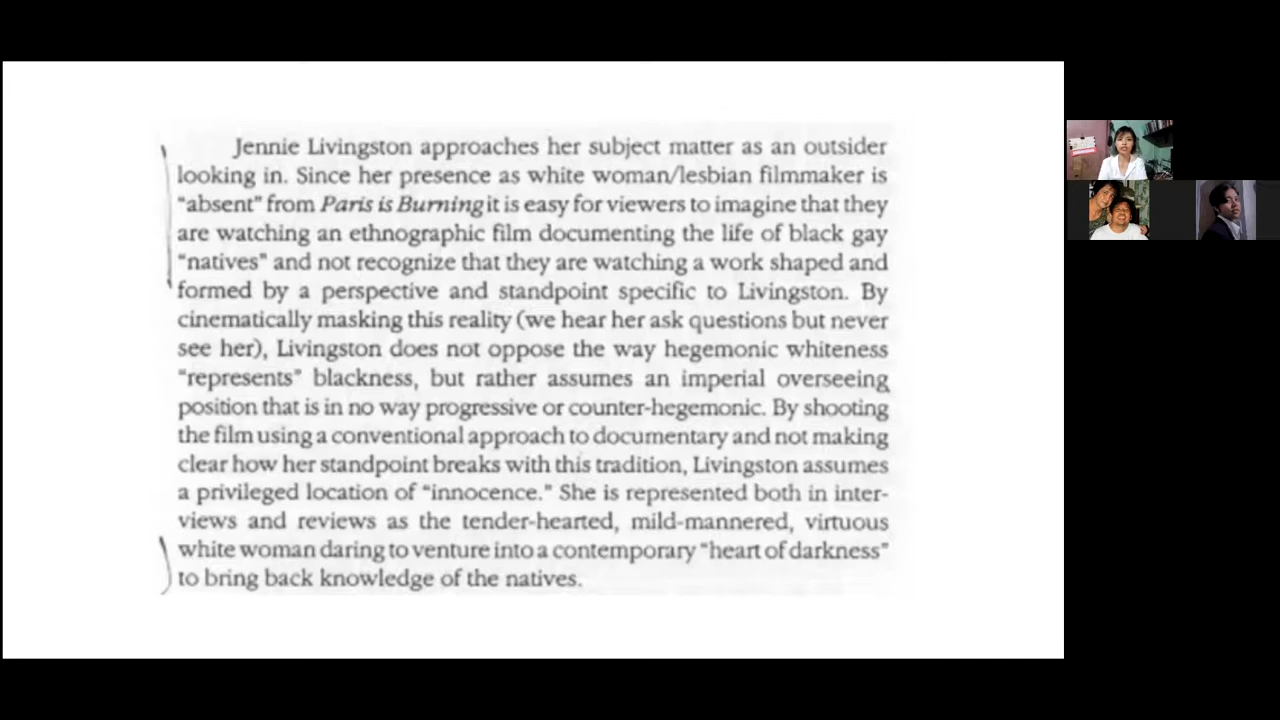 Jennie Livingston approaches her subject matter as an outsider
looking in. Since her presence as white woman/lesbian filmmaker is
“absent” from Paris is Burning it is easy for viewers to imagine that they
are watching an ethnographic film documenting the life of black gay
“natives” and not recognize that they are watching a work shaped and
formed by a perspective and standpoint specific to Livingston. By
cinematically masking this reality (we hear her ask questions but never
see her), Livingston does not oppose the way hegemonic whiteness
“represents” blackness, but rather assumes an imperial overseeing
position that is in no way progressive or counter-hegemonic. By shooting
the film using a conventional approach to documentary and not making
clear how her standpoint breaks with this tradition, Livingston assumes
a privileged location of “innocence.” She is represented both in inter-
views and reviews as the tender-hearted, mild-mannered, virtuous
white woman daring to venture into a contemporary “heart of darkness”
to bring back knowledge of the natives.